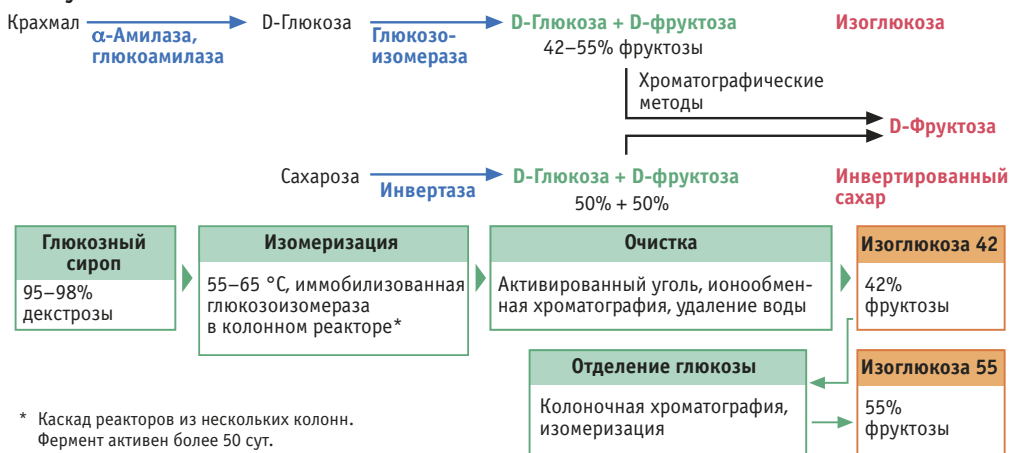 Крахмал
α-Амилаза,
глюкоамилаза
D-Глюкоза
Глюкозо-
изомераза
D-Глюкоза + D-фруктоза
42–55% фруктозы
Изоглюкоза
Хроматографические
методы
D-Фруктоза
Сахароза
Инвертаза
D-Глюкоза + D-фруктоза
50% + 50%
Инвертированный
сахар
Глюкозный
сироп
95–98%
декстрозы
Изомеризация
55–65 °C, иммобилизованная
глюкозоизомераза
в колонном реакторе*
Очистка
Активированный уголь, ионообмен-
ная хроматография, удаление воды
Изоглюкоза 42
42%
фруктозы
Отделение глюкозы
Колоночная хроматография,
изомеризация
Изоглюкоза 55
55%
фруктозы
* Каскад реакторов из нескольких колонн.
Фермент активен более 50 сут.